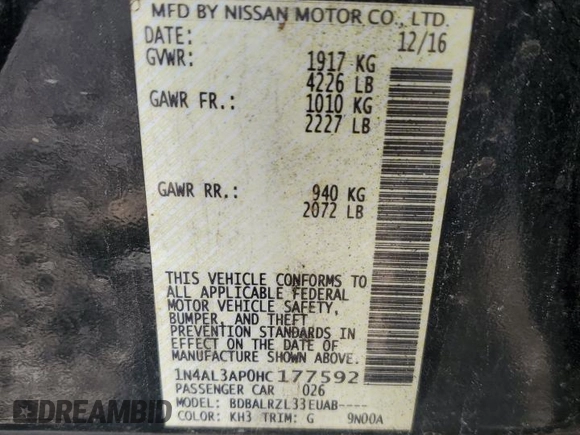 MFD BY NISSAN MOTOR CO., LTD.
DATE: 12/16
GVWR: 1917 KG
4226 LB
GAWR FR.: 1010 KG
2227 LB
GAWR RR.: 940 KG
2072 LB
THIS VEHICLE CONFORMS TO
ALL APPLICABLE FEDERAL
MOTOR VEHICLE SAFETY,
BUMPER, AND THEFT
PREVENTION STANDARDS IN
EFFECT ON THE DATE OF
MANUFACTURE SHOWN ABOVE.
1N4AL3AP0HC177592
PASSENGER CAR 026
MODEL: BDBALRZL33EUAB----
COLOR: KH3 TRIM: G 9N00A
DREAMBID